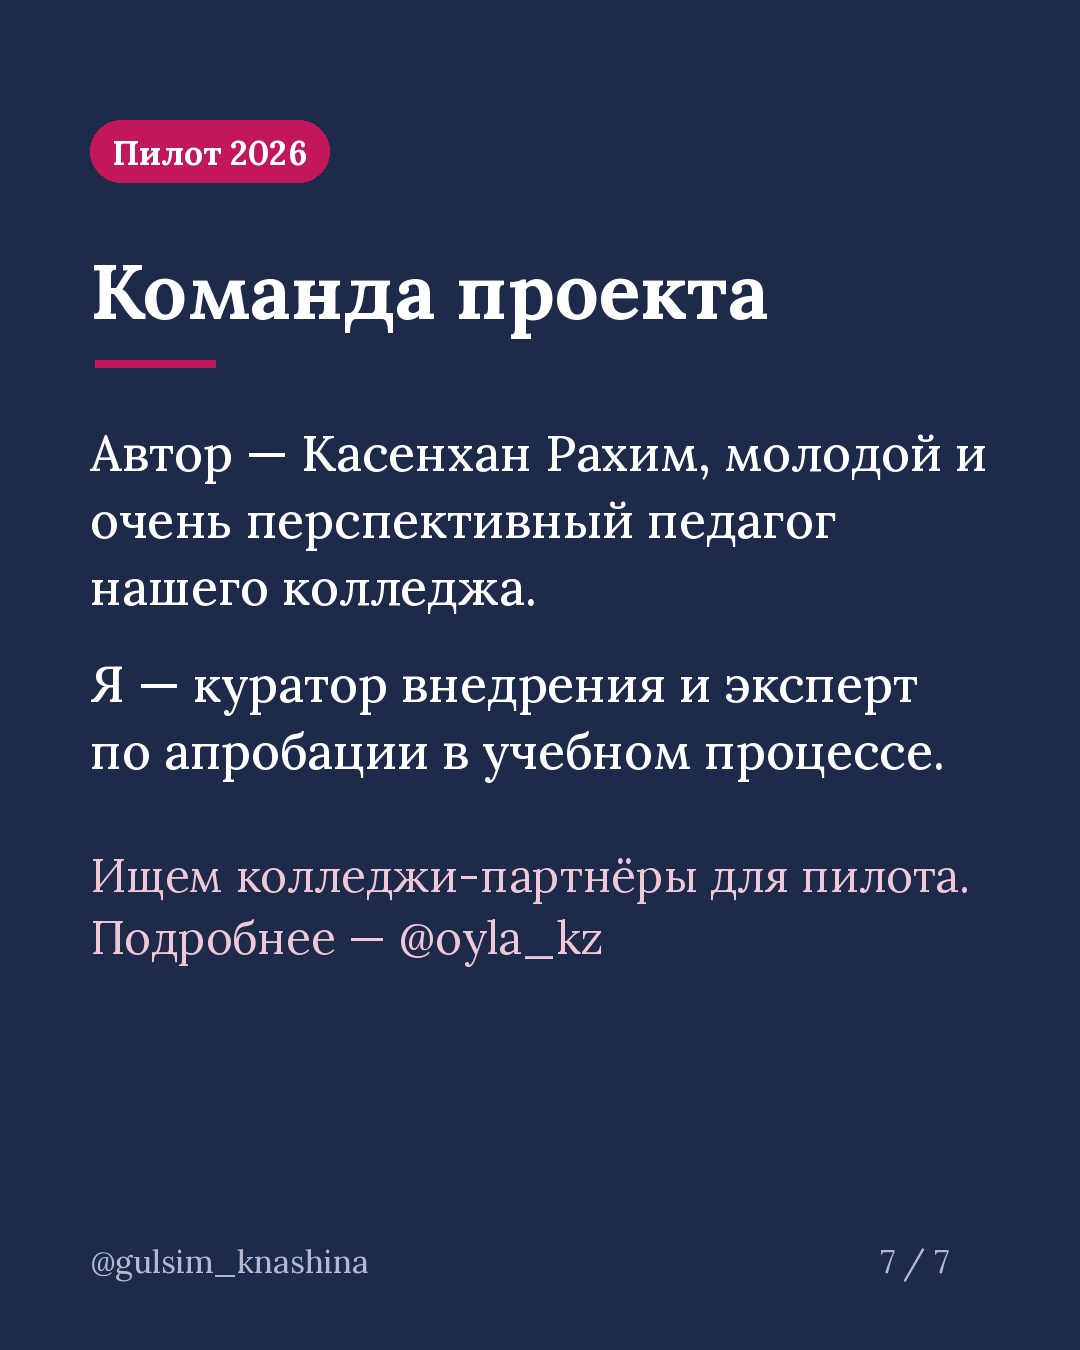 Пилот 2026
Команда проекта
Автор — Касенхан Рахим, молодой и
очень перспективный педагог
нашего колледжа.
Я — куратор внедрения и эксперт
по апробации в учебном процессе.
Ищем колледжи-партнёры для пилота.
Подробнее — @oyla_kz
@gulsim_knashina
7 / 7